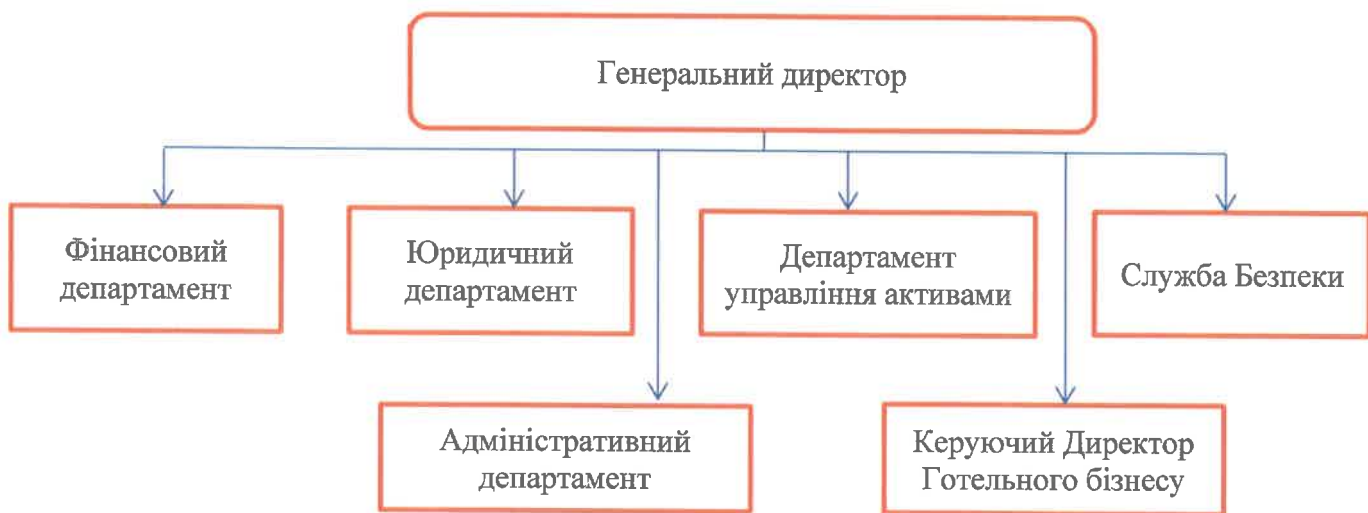 Генеральний директор
Фінансовий
департамент
Юридичний
департамент
Департамент
управління активами
Служба Безпеки
Адміністративний
департамент
Керуючий Директор
Готельного бізнесу